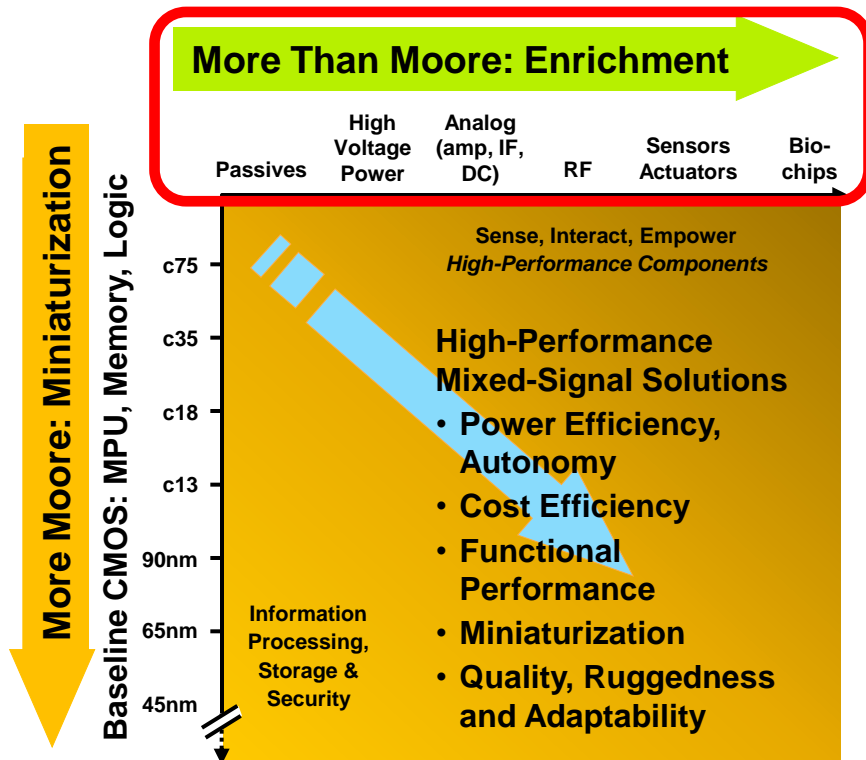 More Than Moore: Enrichment
Passives
High
Voltage
Power
Analog
(amp, IF,
DC)
RF
Sensors
Actuators
Bio-
chips
More Moore: Miniaturization
Baseline CMOS: MPU, Memory, Logic
c75
c35
c18
c13
90nm
65nm
45nm
Sense, Interact, Empower
High-Performance Components
High-Performance
Mixed-Signal Solutions
• Power Efficiency,
Autonomy
• Cost Efficiency
• Functional
Performance
• Miniaturization
• Quality, Ruggedness
and Adaptability
Information
Processing,
Storage &
Security